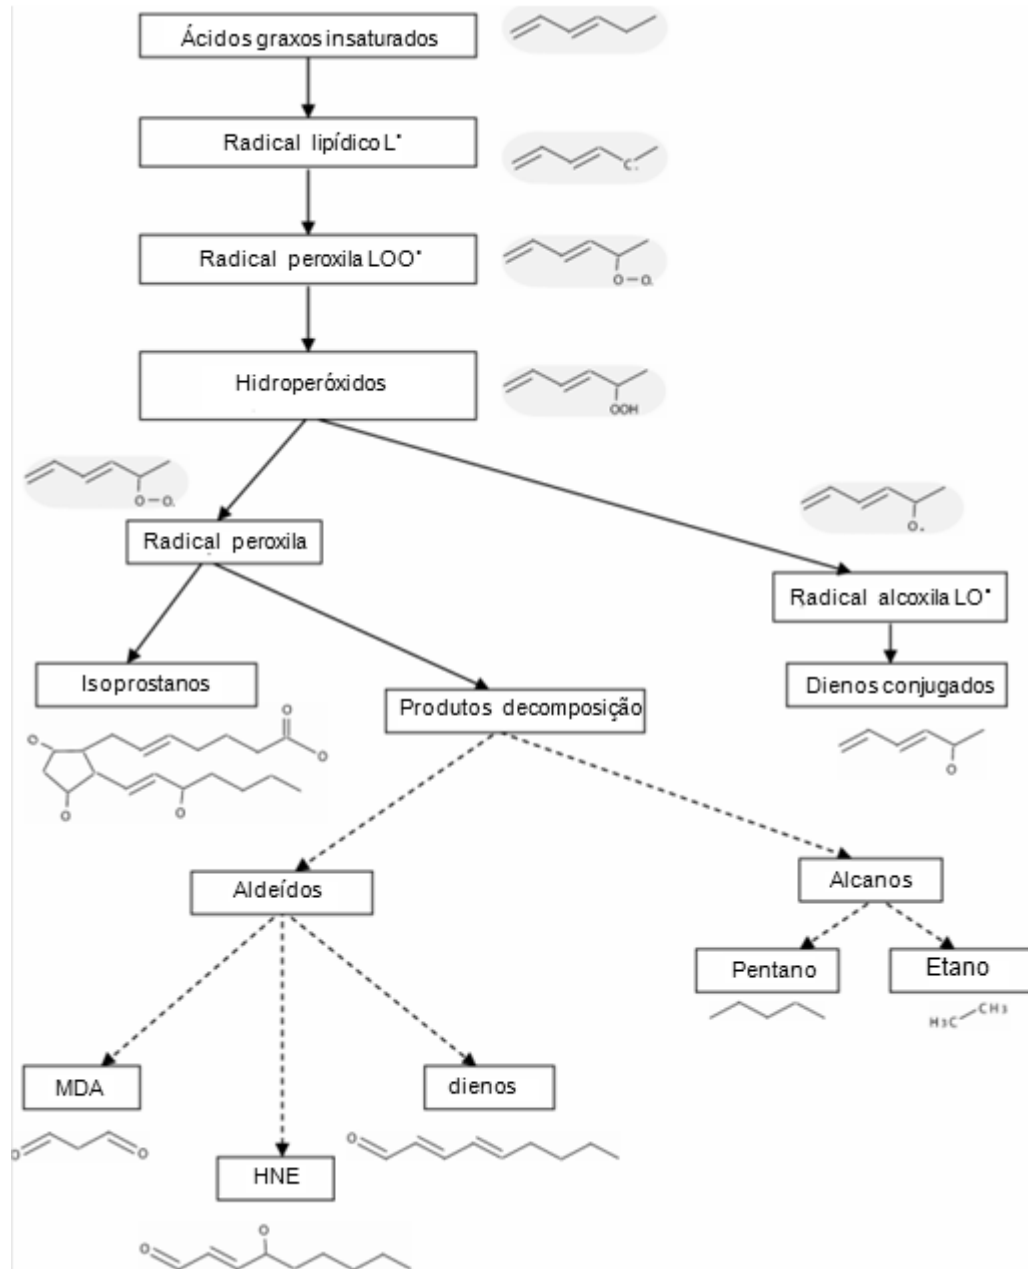 Ácidos graxos insaturados
Radical lipídico L•
C•
Radical peroxila LOO•
O—O•
Hidroperóxidos
OOH
O—O•
Radical peroxila
O•
Radical alcoxila LO•
Isoprostanos
Produtos decomposição
Dienos conjugados
O
O
O
O
O
O
Aldeídos
Alcanos
Pentano
Etano
H3C
CH3
MDA
dienos
O
O
O
HNE
O
O